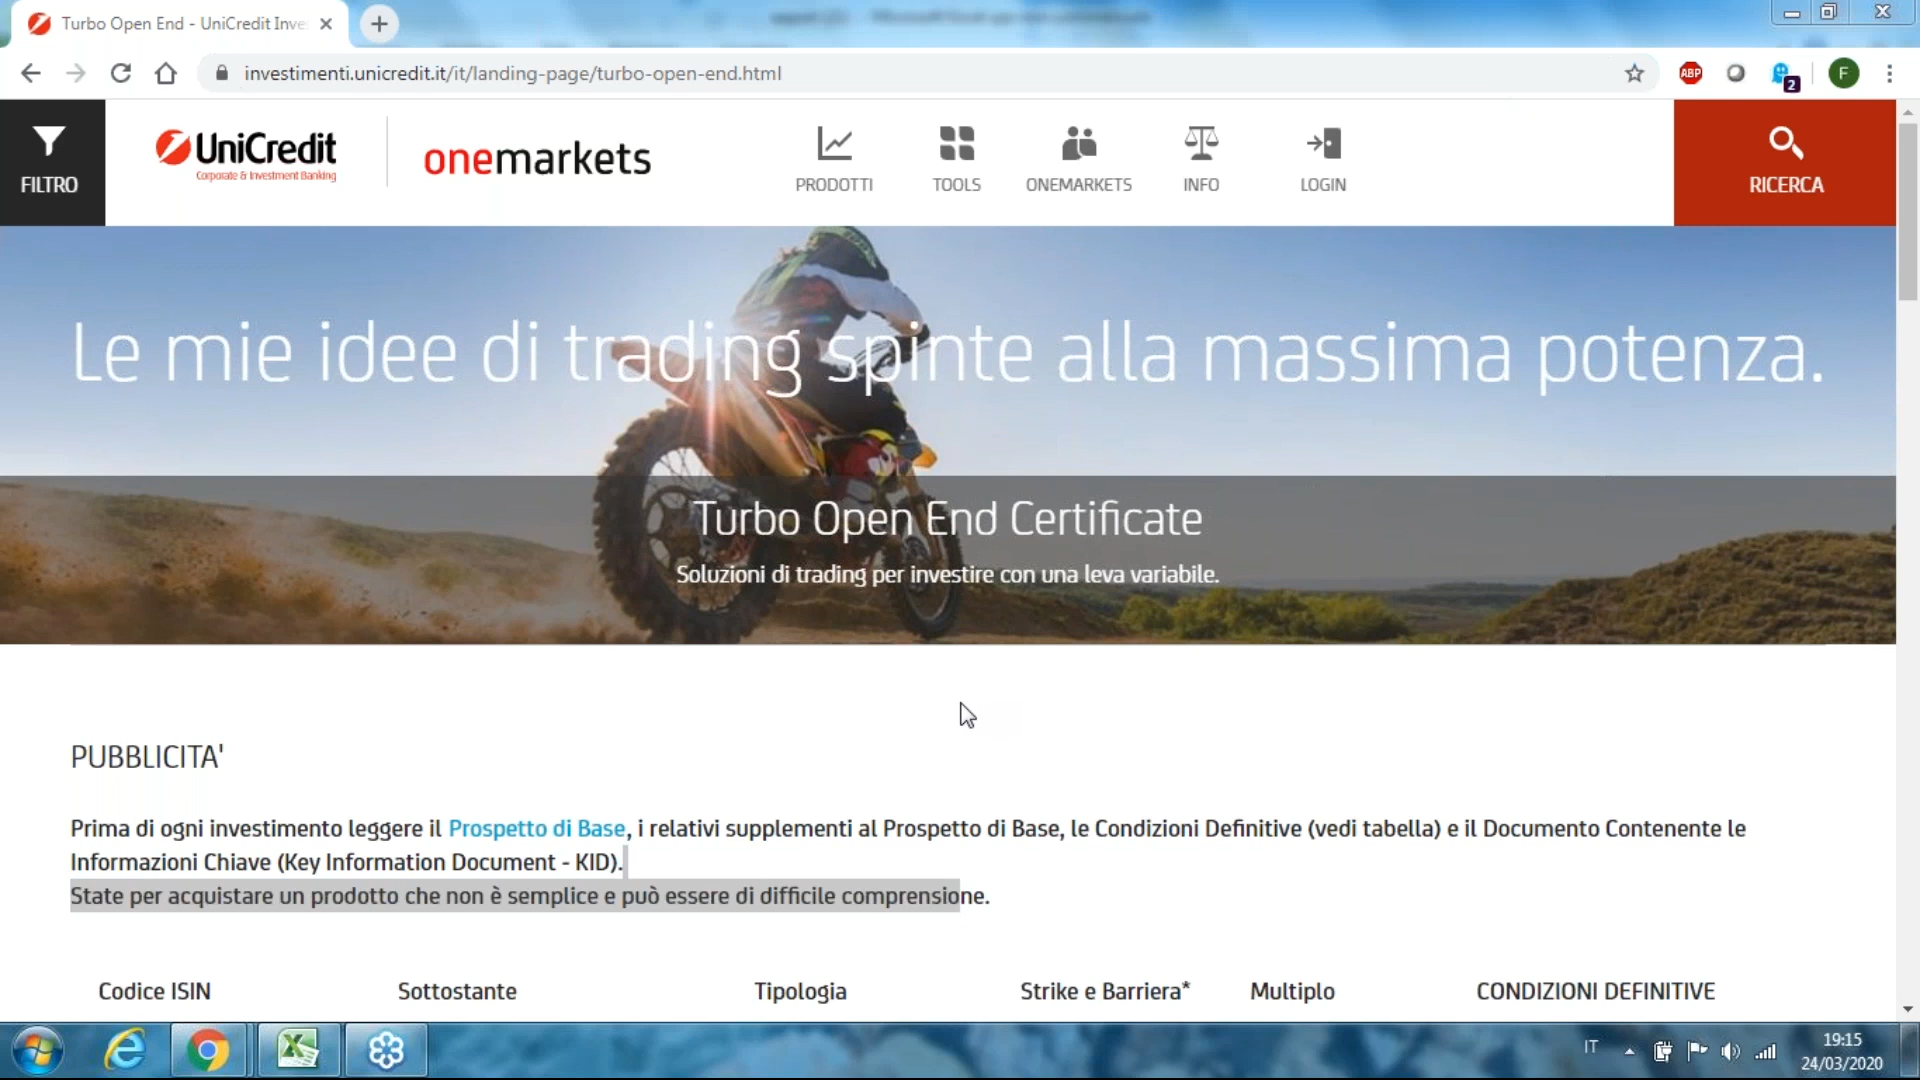 Turbo Open End - UniCredit Inve
investimenti.unicredit.it/it/landing-page/turbo-open-end.html
ABP
2
F
FILTRO
UniCredit
Corporate & Investment Banking
onemarkets
PRODOTTI
TOOLS
ONEMARKETS
INFO
LOGIN
RICERCA
Le mie idee di trading spinte alla massima potenza.
Turbo Open End Certificate
Soluzioni di trading per investire con una leva variabile.
PUBBLICITA'
Prima di ogni investimento leggere il Prospetto di Base, i relativi supplementi al Prospetto di Base, le Condizioni Definitive (vedi tabella) e il Documento Contenente le
Informazioni Chiave (Key Information Document - KID).
State per acquistare un prodotto che non è semplice e può essere di difficile comprensione.
Codice ISIN
Sottostante
Tipologia
Strike e Barriera*
Multiplo
CONDIZIONI DEFINITIVE
IT
19:15
24/03/2020